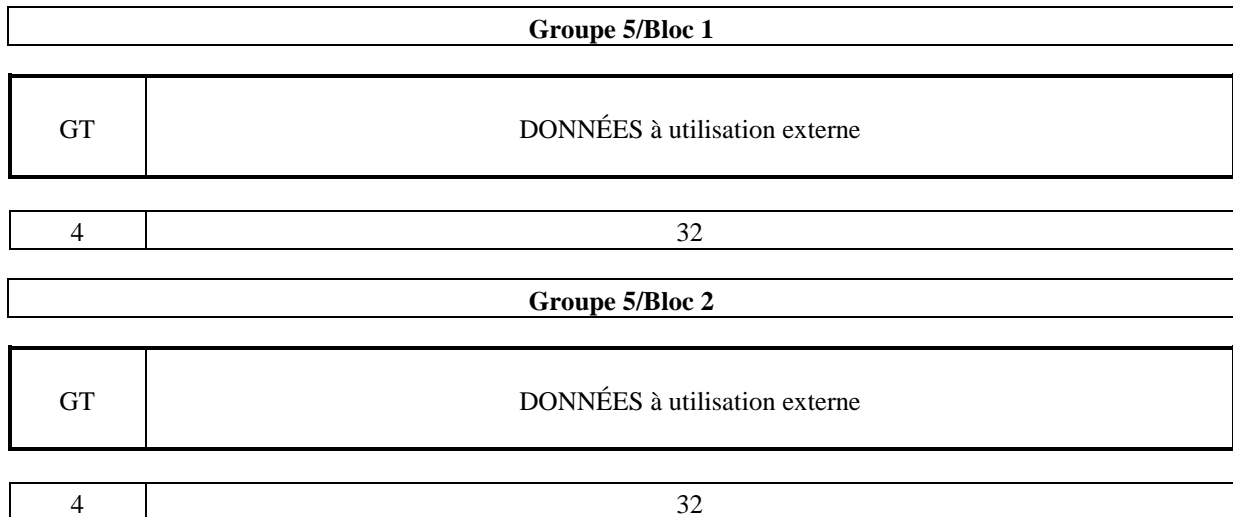 Groupe 5/Bloc 1
GT DONNÉES à utilisation externe
4 32
Groupe 5/Bloc 2
GT DONNÉES à utilisation externe
4 32